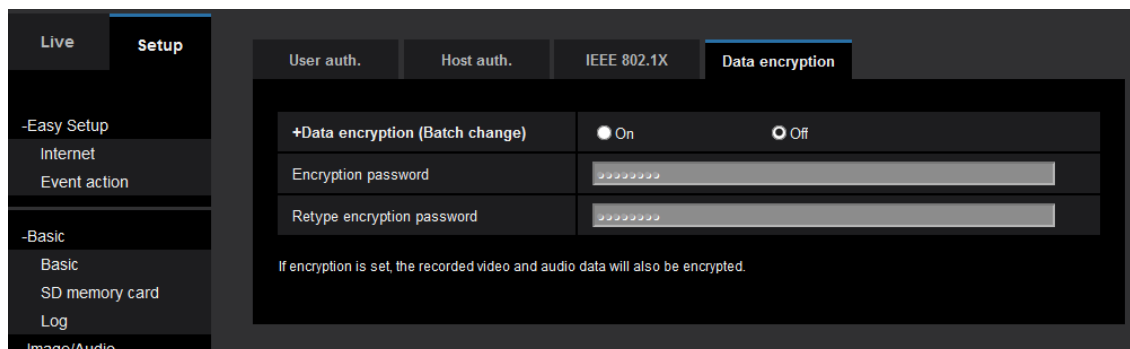 Live
Setup
User auth.
Host auth.
IEEE 802.1X
Data encryption
-Easy Setup
Internet
Event action
-Basic
Basic
SD memory card
Log
Image/Audio
+Data encryption (Batch change)
On
Off
Encryption password
Retype encryption password
If encryption is set, the recorded video and audio data will also be encrypted.